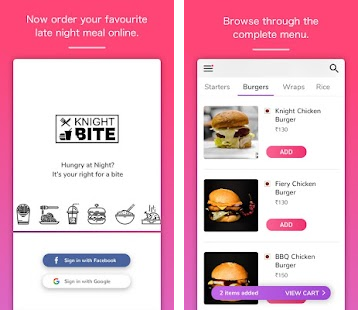 Now order your favourite
late night meal online.
KNIGHT
BITE
Hungry at Night?
It's your right for a bite
Sign in with Facebook
Sign in with Google
Browse through the
complete menu.
Starters Burgers Wraps Rice
Knight Chicken
Burger
₹130
ADD
Fiery Chicken
Burger
₹130
ADD
BBQ Chicken
Burger
₹150
2 items added VIEW CART